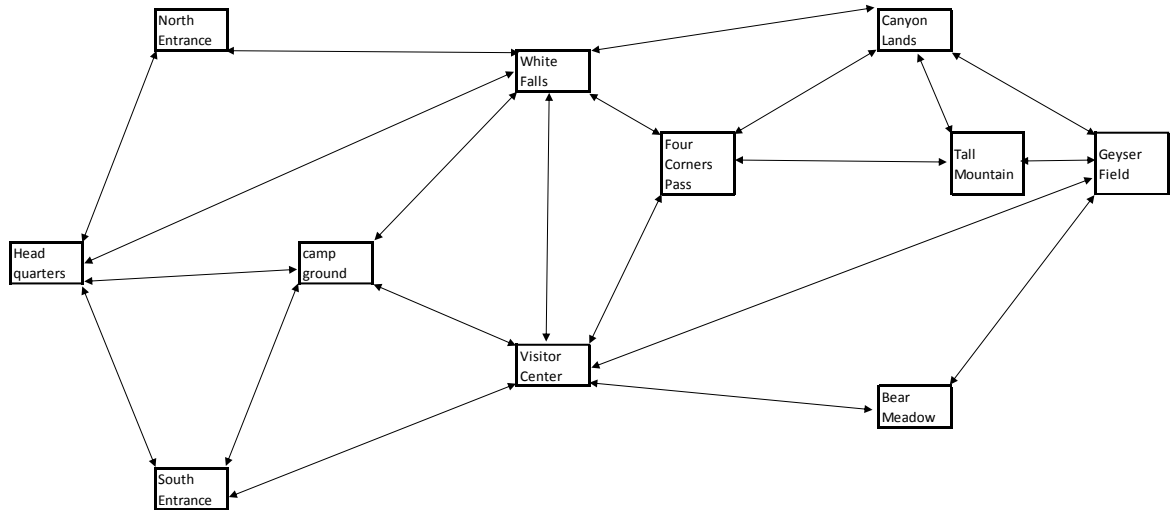 North
Entrance
Canyon
Lands
White
Falls
Four
Corners
Pass
Tall
Mountain
Geyser
Field
Head
quarters
camp
ground
Visitor
Center
Bear
Meadow
South
Entrance